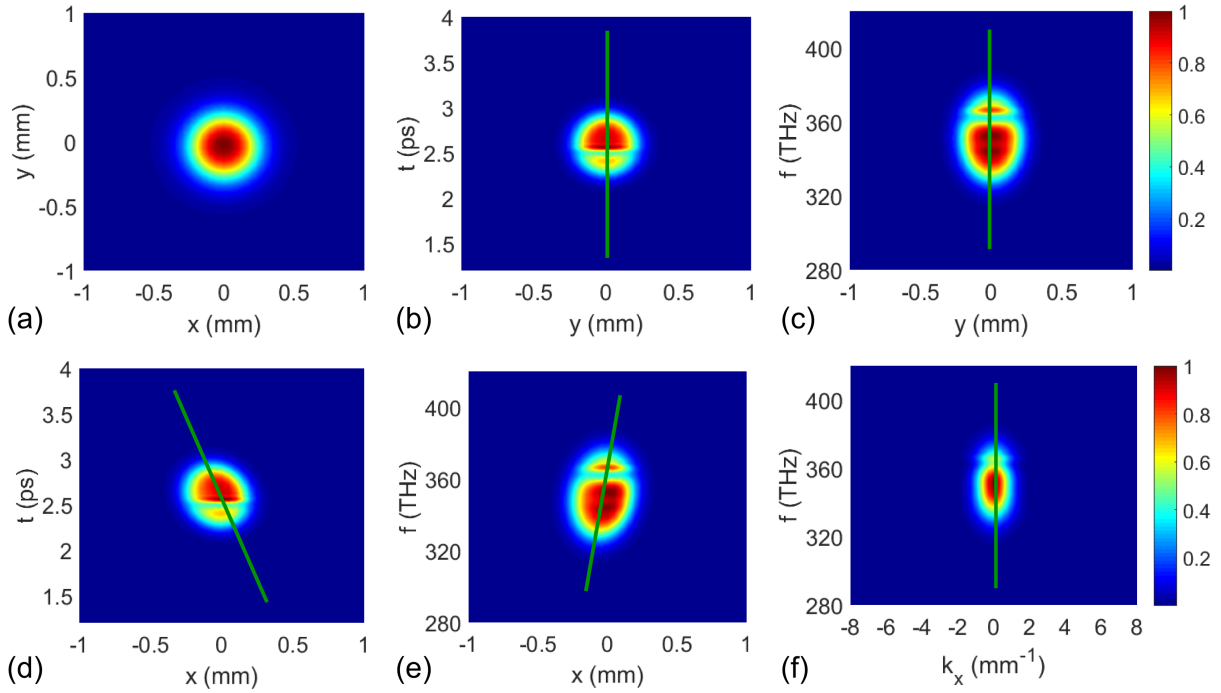 1
0.5
0
-0.5
-1
y (mm)
-1 -0.5 0 0.5 1
x (mm)
(a)
4
3.5
3
2.5
2
1.5
t (ps)
-1 -0.5 0 0.5 1
y (mm)
(b)
400
360
320
280
f (THz)
-1 -0.5 0 0.5 1
y (mm)
(c)
1
0.8
0.6
0.4
0.2
4
3.5
3
2.5
2
1.5
t (ps)
-1 -0.5 0 0.5 1
x (mm)
(d)
400
360
320
280
f (THz)
-1 -0.5 0 0.5 1
x (mm)
(e)
400
360
320
280
f (THz)
-8 -6 -4 -2 0 2 4 6 8
kₓ (mm⁻¹)
(f)
1
0.8
0.6
0.4
0.2